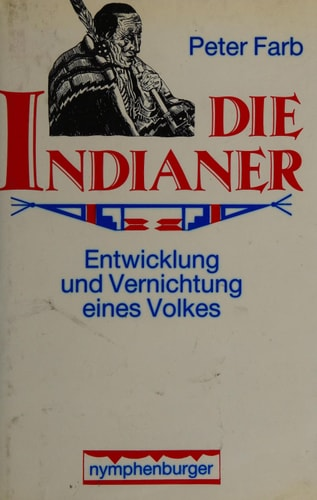 Peter Farb
DIE
INDIANER
Entwicklung
und Vernichtung
eines Volkes
nymphenburger